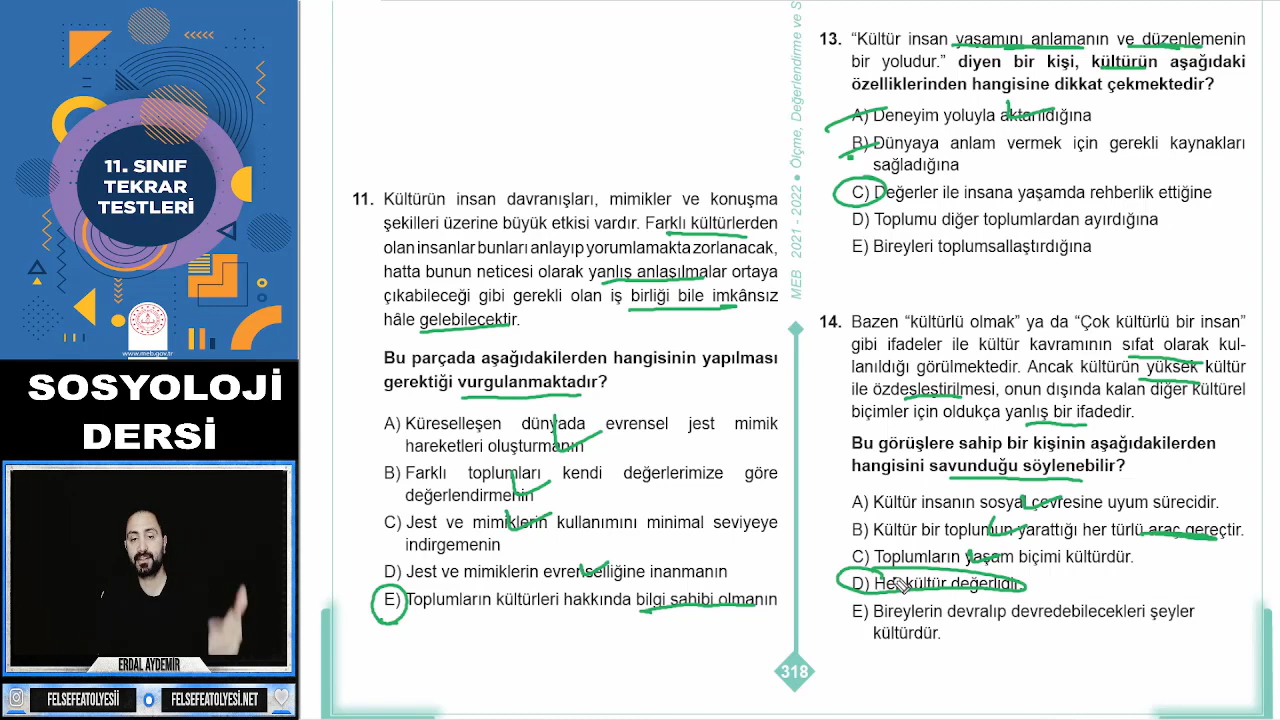 11. SINIF
TEKRAR
TESTLERİ
www.meb.gov.tr
SOSYOLOJİ
DERSİ
ERDAL AYDEMİR
FELSEFEATOLYESİİ
FELSEFEATOLYESİ.NET
11. Kültürün insan davranışları, mimikler ve konuşma
şekilleri üzerine büyük etkisi vardır. Farklı kültürlerden
olan insanlar bunları anlayıp yorumlamakta zorlanacak,
hatta bunun neticesi olarak yanlış anlaşılmalar ortaya
çıkabileceği gibi gerekli olan iş birliği bile imkânsız
hâle gelebilecektir.
Bu parçada aşağıdakilerden hangisinin yapılması
gerektiği vurgulanmaktadır?
A) Küreselleşen dünyada evrensel jest mimik
hareketleri oluşturmanın
B) Farklı toplumları kendi değerlerimize göre
değerlendirmenin
C) Jest ve mimiklerin kullanımını minimal seviyeye
indirgemenin
D) Jest ve mimiklerin evrenselliğine inanmanın
E) Toplumların kültürleri hakkında bilgi sahibi olmanın
MEB 2021 - 2022 • Ölçme, Değerlendirme ve S
318
13. “Kültür insan yaşamını anlamanın ve düzenlemenin
bir yoludur.” diyen bir kişi, kültürün aşağıdaki
özelliklerinden hangisine dikkat çekmektedir?
A) Deneyim yoluyla aktarıldığına
B) Dünyaya anlam vermek için gerekli kaynakları
sağladığına
C) Değerler ile insana yaşamda rehberlik ettiğine
D) Toplumu diğer toplumlardan ayırdığına
E) Bireyleri toplumsallaştırdığına
14. Bazen “kültürlü olmak” ya da “Çok kültürlü bir insan”
gibi ifadeler ile kültür kavramının sıfat olarak kul-
lanıldığı görülmektedir. Ancak kültürün yüksek kültür
ile özdeşleştirilmesi, onun dışında kalan diğer kültürel
biçimler için oldukça yanlış bir ifadedir.
Bu görüşlere sahip bir kişinin aşağıdakilerden
hangisini savunduğu söylenebilir?
A) Kültür insanın sosyal çevresine uyum sürecidir.
B) Kültür bir toplumun yarattığı her türlü araç gereçtir.
C) Toplumların yaşam biçimi kültürdür.
D) Her kültür değerlidir.
E) Bireylerin devralıp devredebilecekleri şeyler
kültürdür.